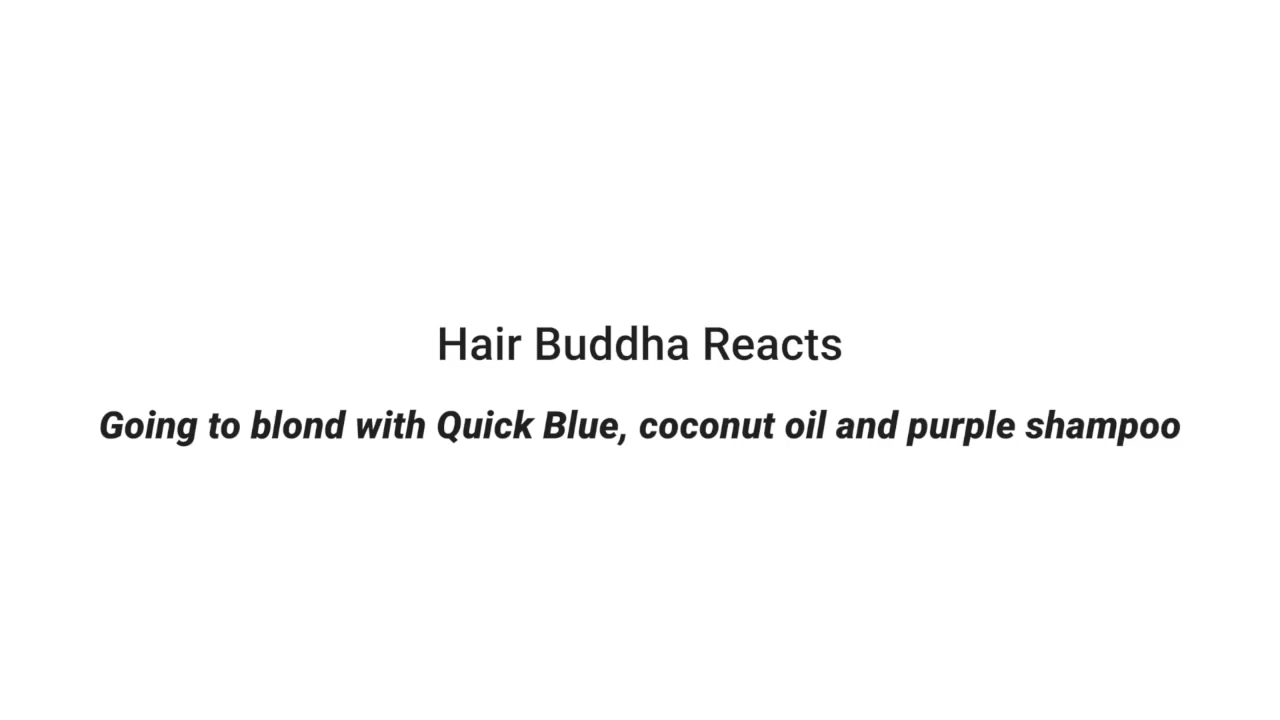 Hair Buddha Reacts
Going to blond with Quick Blue, coconut oil and purple shampoo